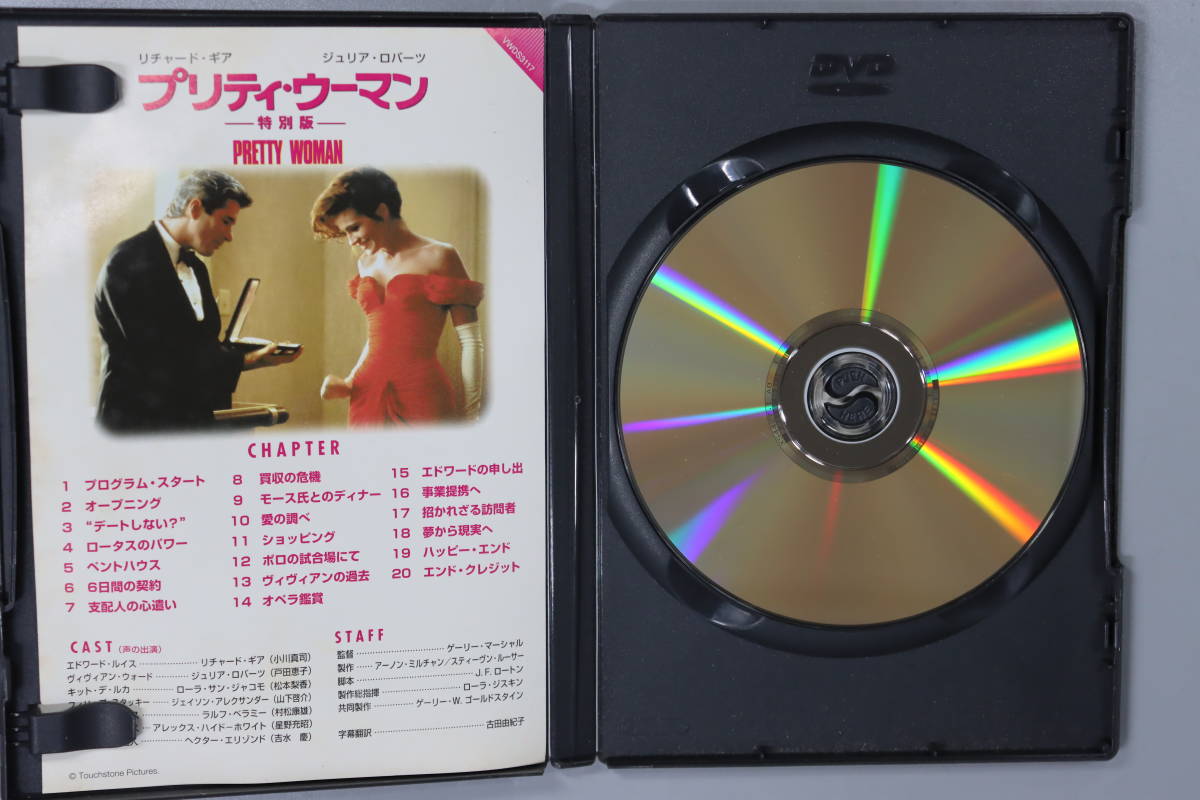 リチャード・ギア
ジュリア・ロバーツ
VWDS3117
プリティ・ウーマン
特別版
PRETTY WOMAN
CHAPTER
1 プログラム・スタート
2 オープニング
3 “デートしない？”
4 ロータスのパワー
5 ペントハウス
6 6日間の契約
7 支配人の心遣い
8 買収の危機
9 モース氏とのディナー
10 愛の調べ
11 ショッピング
12 ポロの試合場にて
13 ヴィヴィアンの過去
14 オペラ鑑賞
15 エドワードの申し出
16 事業提携へ
17 招かれざる訪問者
18 夢から現実へ
19 ハッピー・エンド
20 エンド・クレジット
CAST（声の出演）
エドワード・ルイス リチャード・ギア（小川真司）
ヴィヴィアン・ウォード ジュリア・ロバーツ（戸田恵子）
キット・デ・ルカ ローラ・サン・ジャコモ（松本梨香）
ジェイソン・アレクサンダー（山下啓介）
ラルフ・ベラミー（村松康雄）
アレックス・ハイド－ホワイト（星野充昭）
ヘクター・エリゾンド（吉水 慶）
STAFF
監督 ゲーリー・マーシャル
製作 アーノン・ミルチャン／スティーヴン・ルーサー
脚本 J.F.ロートン
製作総指揮 ローラ・ジスキン
共同製作 ゲーリー・W.ゴールドスタイン
字幕翻訳 古田由紀子
© Touchstone Pictures.
DVD
PUSH